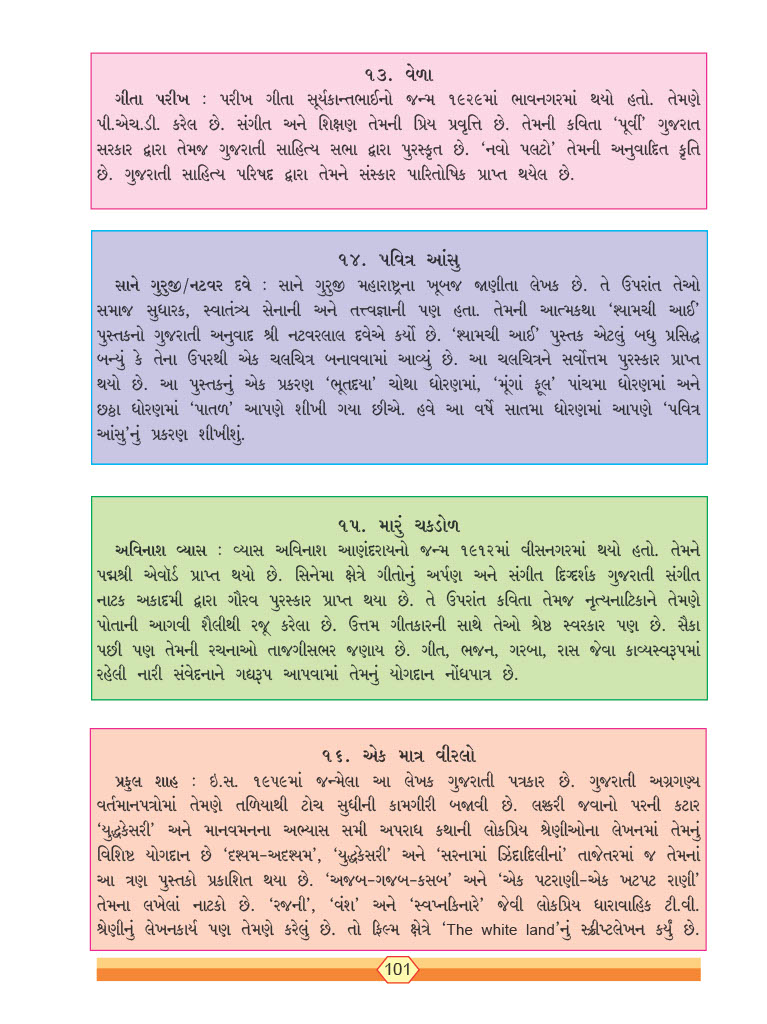 ૧૩. વેળા
ગીતા પરીખ : પરીખ ગીતા સૂર્યકાન્તભાઈનો જન્મ ૧૯૨૯માં ભાવનગરમાં થયો હતો. તેમણે
પી.એચ.ડી. કરેલ છે. સંગીત અને શિક્ષણ તેમની પ્રિય પ્રવૃત્તિ છે. તેમની કવિતા ‘પૂર્વી’ ગુજરાત
સરકાર દ્વારા તેમજ ગુજરાતી સાહિત્ય સભા દ્વારા પુરસ્કૃત છે. ‘નવો પલટો’ તેમની અનુવાદિત કૃતિ
છે. ગુજરાતી સાહિત્ય પરિષદ દ્વારા તેમને સંસ્કાર પારિતોષિક પ્રાપ્ત થયેલ છે.
૧૪. પવિત્ર આંસુ
સાને ગુરુજી/નટવર દવે : સાને ગુરુજી મહારાષ્ટ્રના ખૂબજ જાણીતા લેખક છે. તે ઉપરાંત તેઓ
સમાજ સુધારક, સ્વાતંત્ર્ય સેનાની અને તત્ત્વજ્ઞાની પણ હતા. તેમની આત્મકથા ‘શ્યામચી આઈ’
પુસ્તકનો ગુજરાતી અનુવાદ શ્રી નટવરલાલ દવેએ કર્યો છે. ‘શ્યામચી આઈ’ પુસ્તક એટલું બધુ પ્રસિદ્ધ
બન્યું કે તેના ઉપરથી એક ચલચિત્ર બનાવવામાં આવ્યું છે. આ ચલચિત્રને સર્વોત્તમ પુરસ્કાર પ્રાપ્ત
થયો છે. આ પુસ્તકનું એક પ્રકરણ ‘ભૂતદયા’ ચોથા ધોરણમાં, ‘મૂંગાં ફૂલ’ પાંચમા ધોરણમાં અને
છઠ્ઠા ધોરણમાં ‘પાતળ’ આપણે શીખી ગયા છીએ. હવે આ વર્ષે સાતમા ધોરણમાં આપણે ‘પવિત્ર
આંસુ’નું પ્રકરણ શીખીશું.
૧૫. મારું ચકડોળ
અવિનાશ વ્યાસ : વ્યાસ અવિનાશ આણંદરાયનો જન્મ ૧૯૧૨માં વીસનગરમાં થયો હતો. તેમને
પદ્મશ્રી એવૉર્ડ પ્રાપ્ત થયો છે. સિનેમા ક્ષેત્રે ગીતોનું અર્પણ અને સંગીત દિગ્દર્શક ગુજરાતી સંગીત
નાટક અકાદમી દ્વારા ગૌરવ પુરસ્કાર પ્રાપ્ત થયા છે. તે ઉપરાંત કવિતા તેમજ નૃત્યનાટિકાને તેમણે
પોતાની આગવી શૈલીથી રજૂ કરેલા છે. ઉત્તમ ગીતકારની સાથે તેઓ શ્રેષ્ઠ સ્વરકાર પણ છે. સૈકા
પછી પણ તેમની રચનાઓ તાજગીસભર જણાય છે. ગીત, ભજન, ગરબા, રાસ જેવા કાવ્યસ્વરૂપમાં
રહેલી નારી સંવેદનાને ગદ્યરૂપ આપવામાં તેમનું યોગદાન નોંધપાત્ર છે.
૧૬. એક માત્ર વીરલો
પ્રફુલ શાહ : ઇ.સ. ૧૯૫૯માં જન્મેલા આ લેખક ગુજરાતી પત્રકાર છે. ગુજરાતી અગ્રગણ્ય
વર્તમાનપત્રોમાં તેમણે તળિયાથી ટોચ સુધીની કામગીરી બજાવી છે. લશ્કરી જવાનો પરની કટાર
‘યુદ્ધકેસરી’ અને માનવમનના અભ્યાસ સમી અપરાધ કથાની લોકપ્રિય શ્રેણીઓના લેખનમાં તેમનું
વિશિષ્ટ યોગદાન છે ‘દશ્યમ-અદશ્યમ’, ‘યુદ્ધકેસરી’ અને ‘સરનામાં ઝિંદાદિલીનાં’ તાજેતરમાં જ તેમનાં
આ ત્રણ પુસ્તકો પ્રકાશિત થયા છે. ‘અજબ-ગજબ-કસબ’ અને ‘એક પટરાણી-એક ખટપટ રાણી’
તેમના લખેલાં નાટકો છે. ‘રજની’, ‘વંશ’ અને ‘સ્વપ્નકિનારે’ જેવી લોકપ્રિય ધારાવાહિક ટી.વી.
શ્રેણીનું લેખનકાર્ય પણ તેમણે કરેલું છે. તો ફિલ્મ ક્ષેત્રે ‘The white land’નું સ્ક્રીપ્ટલેખન કર્યું છે.
101